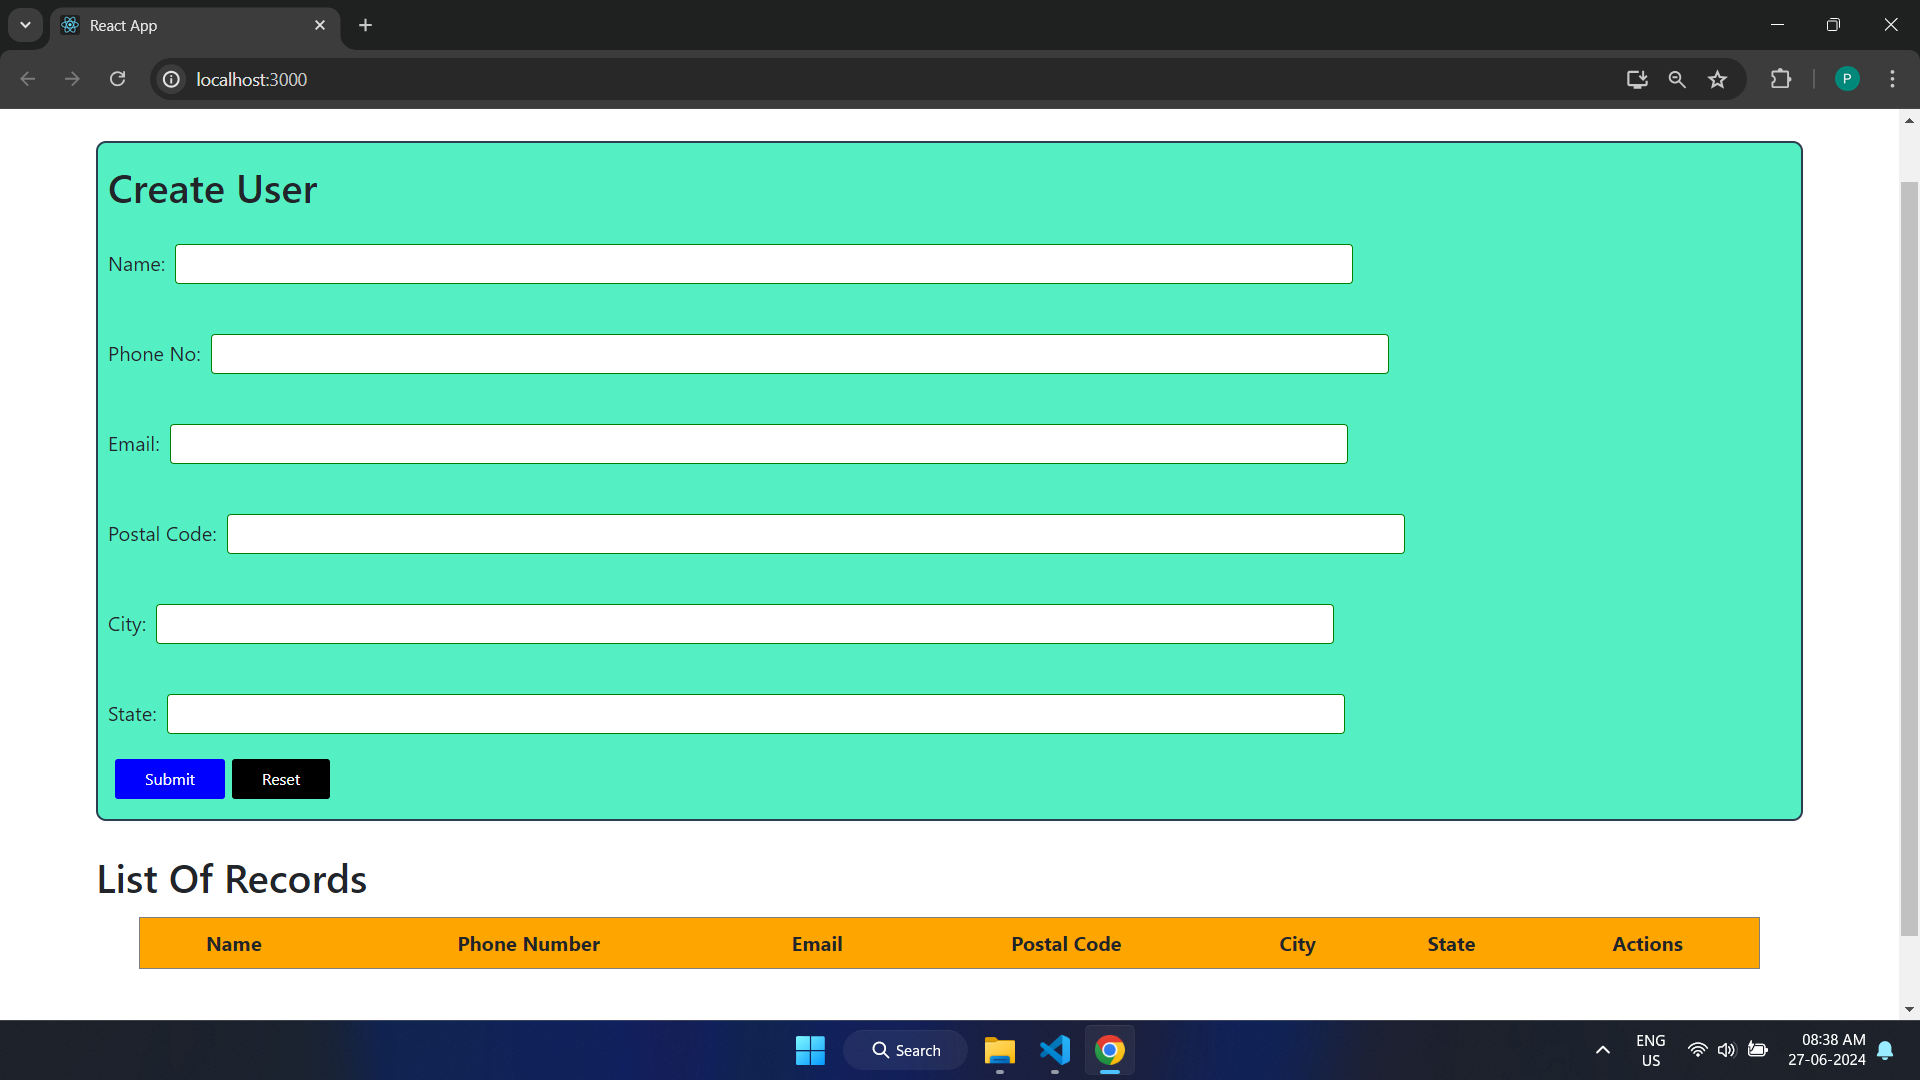 React App
localhost:3000
P
Create User
Name:
Phone No:
Email:
Postal Code:
City:
State:
Submit Reset
List Of Records
Name Phone Number Email Postal Code City State Actions
Search
ENG
US
08:38 AM
27-06-2024